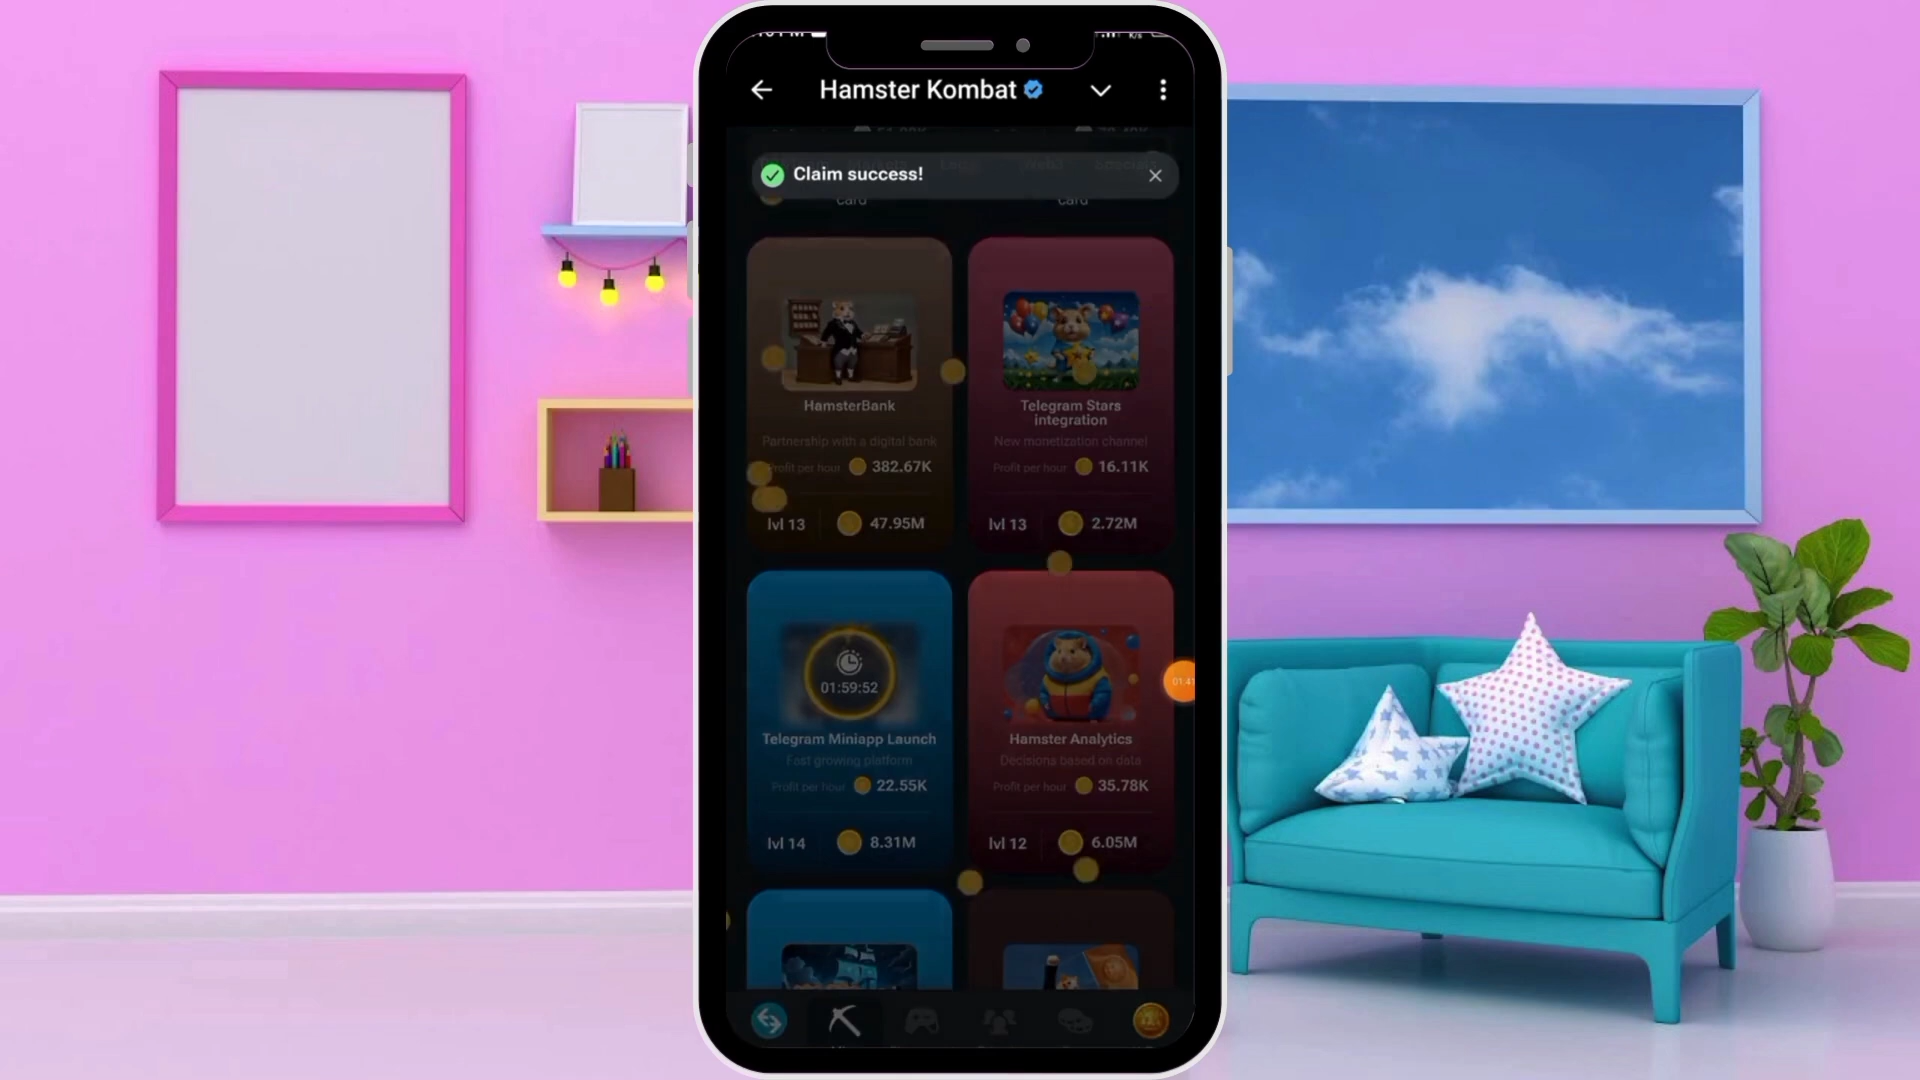 Hamster Kombat
Claim success!
card
card
HamsterBank
Partnership with a digital bank
Profit per hour 382.67K
lvl 13 47.95M
Telegram Stars
integration
New monetization channel
Profit per hour 16.11K
lvl 13 2.72M
01:59:52
Telegram Miniapp Launch
Fast growing platform
Profit per hour 22.55K
lvl 14 8.31M
Hamster Analytics
Decisions based on data
Profit per hour 35.78K
lvl 12 6.05M